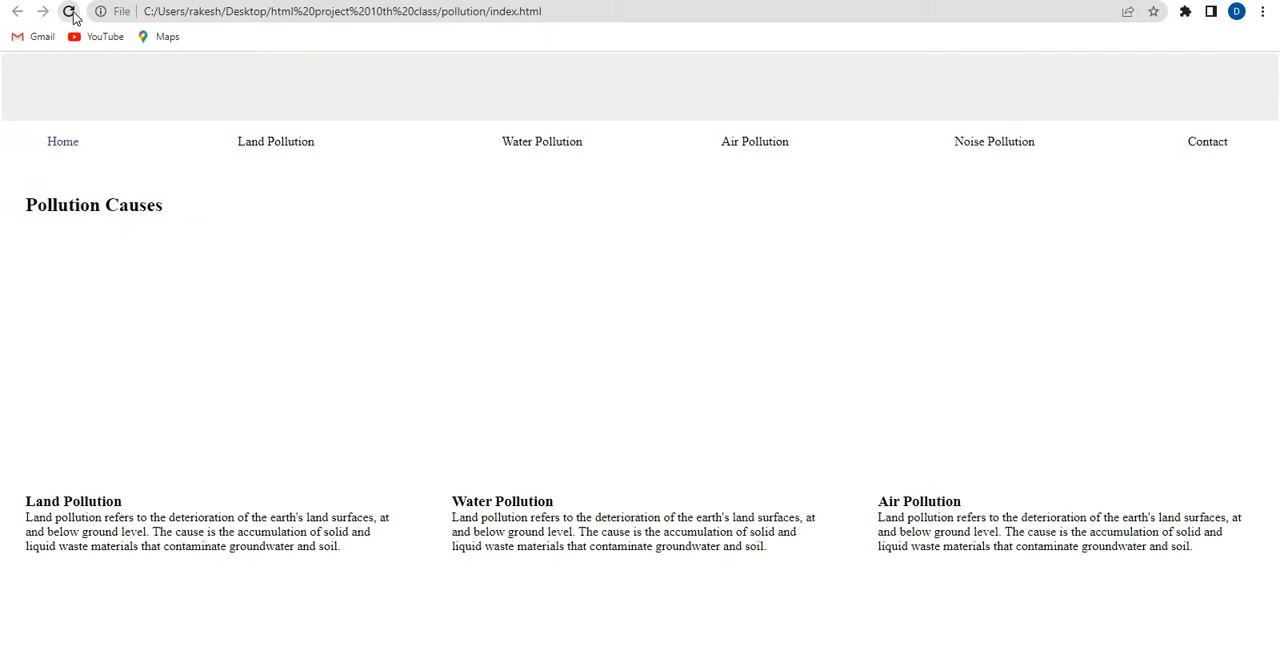 File C:/Users/rakesh/Desktop/html%20project%2010th%20class/pollution/index.html D
Gmail YouTube Maps
Home Land Pollution Water Pollution Air Pollution Noise Pollution Contact
Pollution Causes
Land Pollution
Land pollution refers to the deterioration of the earth's land surfaces, at
and below ground level. The cause is the accumulation of solid and
liquid waste materials that contaminate groundwater and soil.
Water Pollution
Land pollution refers to the deterioration of the earth's land surfaces, at
and below ground level. The cause is the accumulation of solid and
liquid waste materials that contaminate groundwater and soil.
Air Pollution
Land pollution refers to the deterioration of the earth's land surfaces, at
and below ground level. The cause is the accumulation of solid and
liquid waste materials that contaminate groundwater and soil.